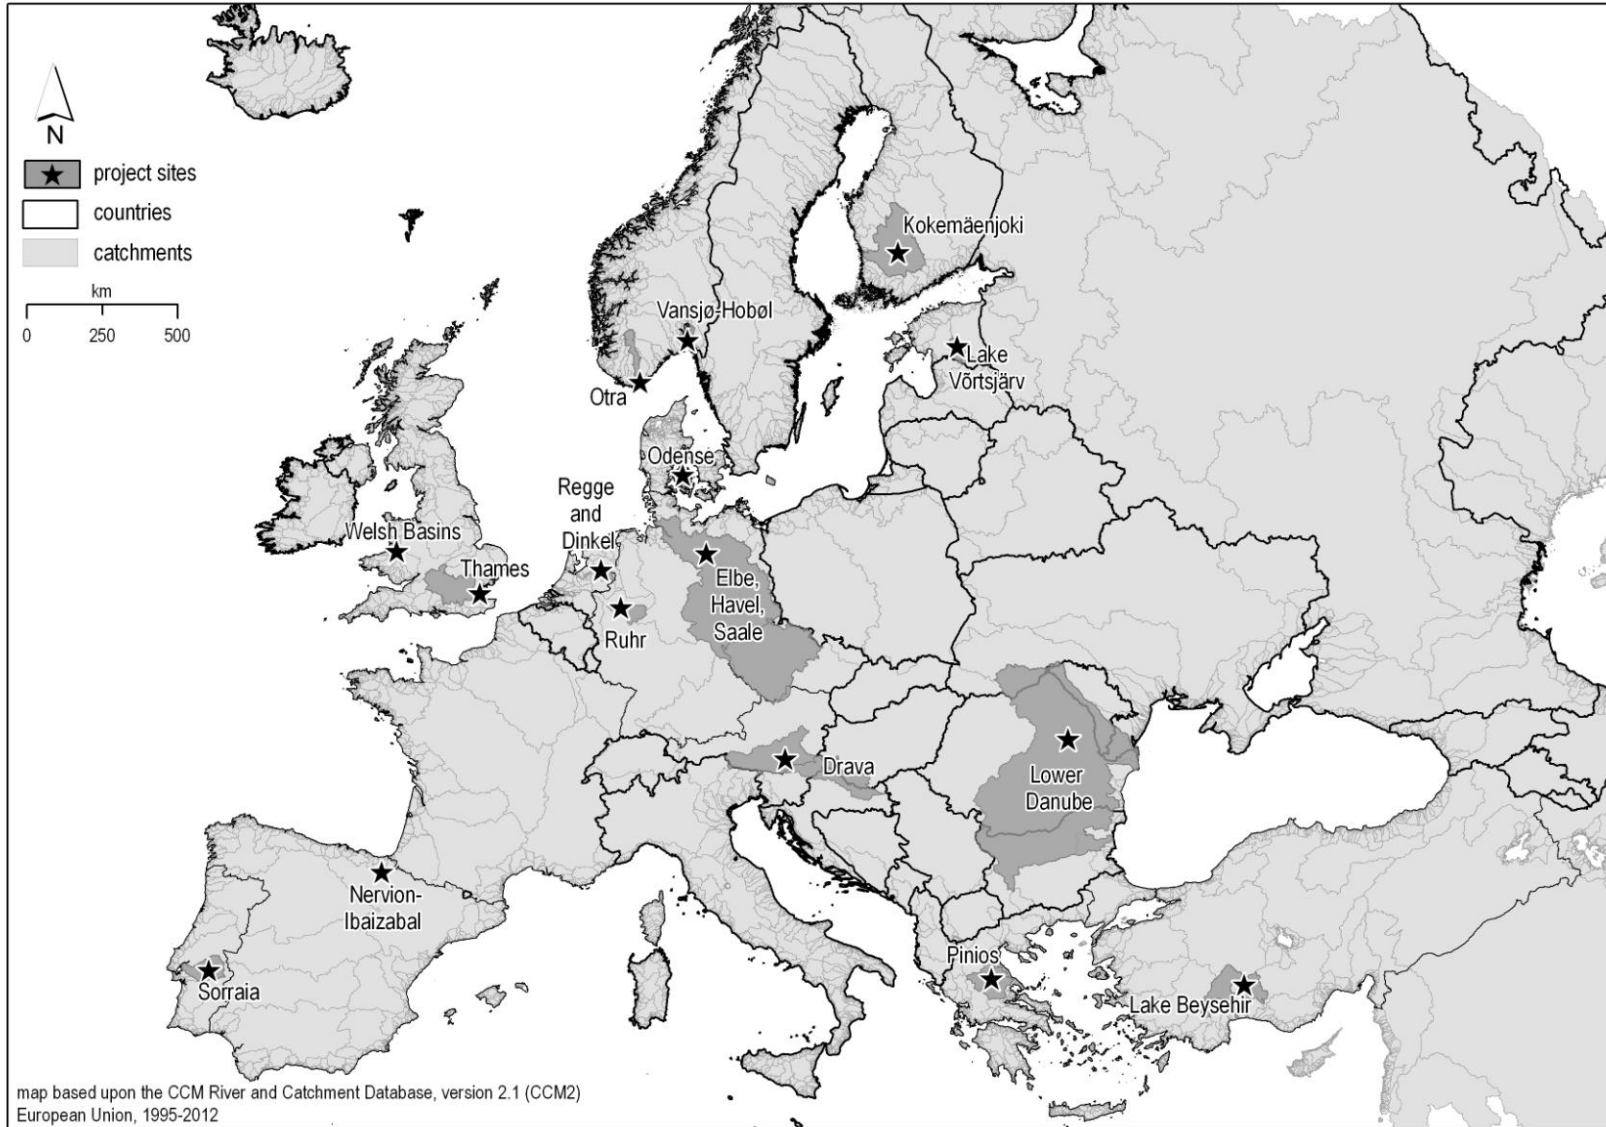 N
project sites
countries
catchments
km
0 250 500
Kokemäenjoki
Vansjø-Hobøl
Lake
Võrtsjärv
Otra
Odense
Regge
and
Dinkel
Welsh Basins
Thames
Elbe,
Havel,
Saale
Ruhr
Drava
Lower
Danube
Nervion-
Ibaizabal
Pinios
Sorraia
Lake Beysehir
map based upon the CCM River and Catchment Database, version 2.1 (CCM2)
European Union, 1995-2012